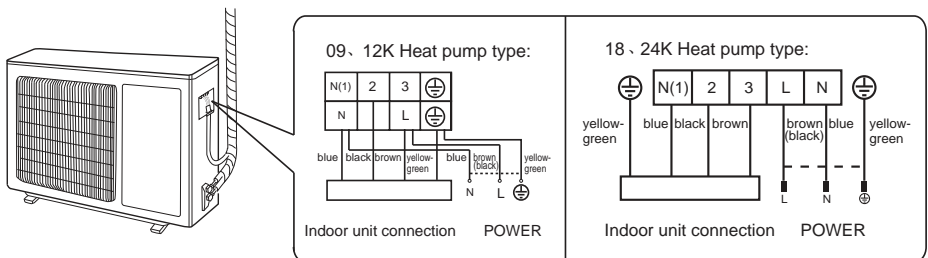 09、12K Heat pump type:
N(1) 2 3
N L
blue black brown yellow-green blue brown (black) yellow-green
N L
Indoor unit connection POWER
18、24K Heat pump type:
N(1) 2 3 L N
yellow-green blue black brown brown (black) blue yellow-green
L N
Indoor unit connection POWER